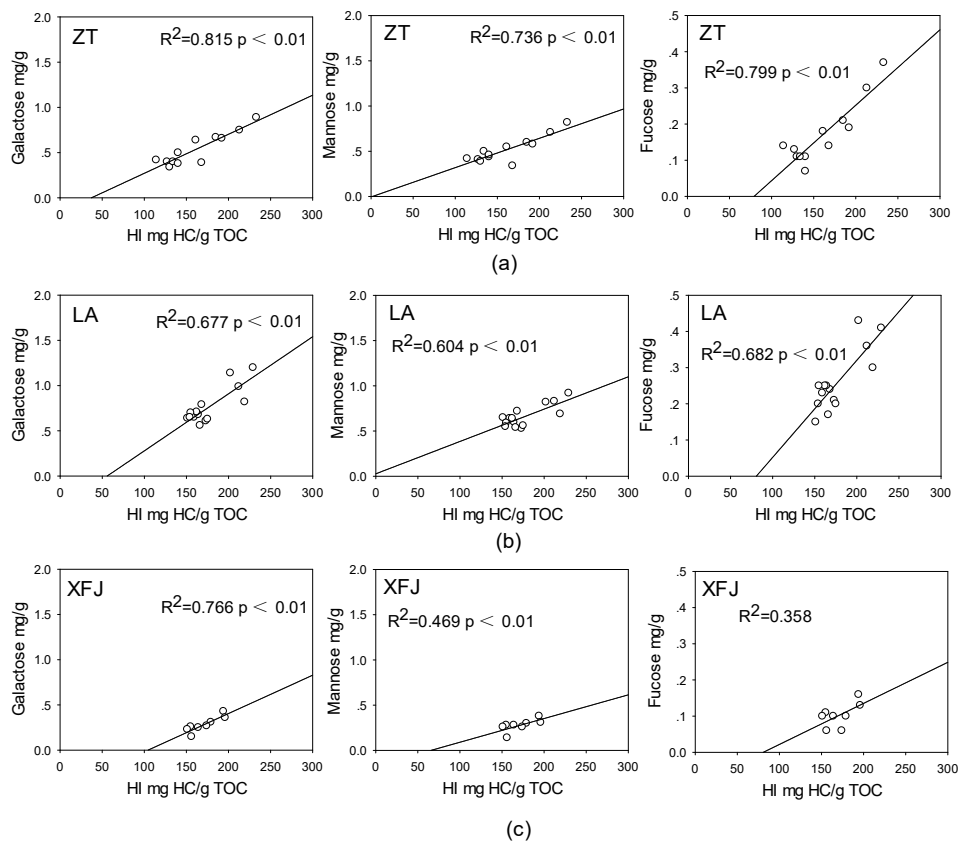 ZT
R²=0.815 p < 0.01
Galactose mg/g
2.0
1.5
1.0
.5
0.0
0 50 100 150 200 250 300
HI mg HC/g TOC
ZT
R²=0.736 p < 0.01
Mannose mg/g
2.0
1.5
1.0
.5
0.0
0 50 100 150 200 250 300
HI mg HC/g TOC
ZT
R²=0.799 p < 0.01
Fucose mg/g
.5
.4
.3
.2
.1
0.0
0 50 100 150 200 250 300
HI mg HC/g TOC
(a)
LA
R²=0.677 p < 0.01
Galactose mg/g
2.0
1.5
1.0
.5
0.0
0 50 100 150 200 250 300
HI mg HC/g TOC
LA
R²=0.604 p < 0.01
Mannose mg/g
2.0
1.5
1.0
.5
0.0
0 50 100 150 200 250 300
HI mg HC/g TOC
LA
R²=0.682 p < 0.01
Fucose mg/g
.5
.4
.3
.2
.1
0.0
0 50 100 150 200 250 300
HI mg HC/g TOC
(b)
XFJ
R²=0.766 p < 0.01
Galactose mg/g
2.0
1.5
1.0
.5
0.0
0 50 100 150 200 250 300
HI mg HC/g TOC
XFJ
R²=0.469 p < 0.01
Mannose mg/g
2.0
1.5
1.0
.5
0.0
0 50 100 150 200 250 300
HI mg HC/g TOC
XFJ
R²=0.358
Fucose mg/g
.5
.4
.3
.2
.1
0.0
0 50 100 150 200 250 300
HI mg HC/g TOC
(c)